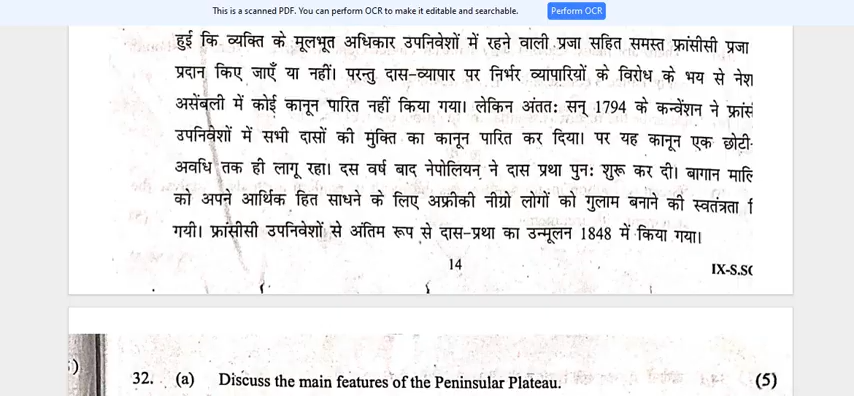 This is a scanned PDF. You can perform OCR to make it editable and searchable. Perform OCR
हुई कि व्यक्ति के मूलभूत अधिकार उपनिवेशों में रहने वाली प्रजा सहित समस्त फ्रांसीसी प्रजा
प्रदान किए जाएँ या नहीं। परन्तु दास-व्यापार पर निर्भर व्यापारियों के विरोध के भय से नेश
असेंबली में कोई कानून पारित नहीं किया गया। लेकिन अंतत: सन् 1794 के कन्वेंशन ने फ्रांस
उपनिवेशों में सभी दासों की मुक्ति का कानून पारित कर दिया। पर यह कानून एक छोटी-
अवधि तक ही लागू रहा। दस वर्ष बाद नेपोलियन ने दास प्रथा पुन: शुरू कर दी। बागान मालि
को अपने आर्थिक हित साधने के लिए अफ्रीकी नीग्रो लोगों को गुलाम बनाने की स्वतंत्रता
गयी। फ्रांसीसी उपनिवेशों से अंतिम रूप से दास-प्रथा का उन्मूलन 1848 में किया गया।
14
IX-S.SC
32. (a) Discuss the main features of the Peninsular Plateau. (5)